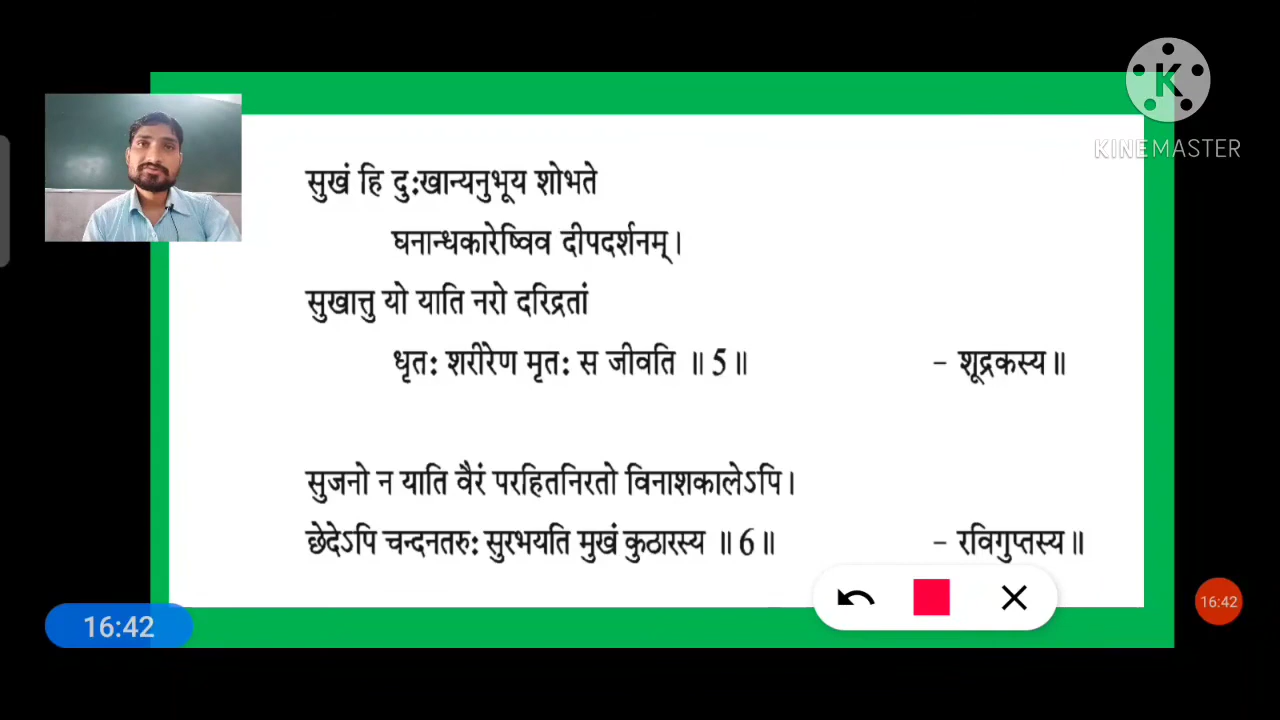 सुखं हि दुःखान्यनुभूय शोभते
घनान्धकारेष्विव दीपदर्शनम्।
सुखात्तु यो याति नरो दरिद्रतां
धृतः शरीरेण मृतः स जीवति ॥ 5 ॥ – शूद्रकस्य ॥
सुजनो न याति वैरं परहितनिरतो विनाशकालेऽपि।
छेदेऽपि चन्दनतरुः सुरभयति मुखं कुठारस्य ॥ 6 ॥ – रविगुप्तस्य ॥
K
KINEMASTER
16:42
16:42